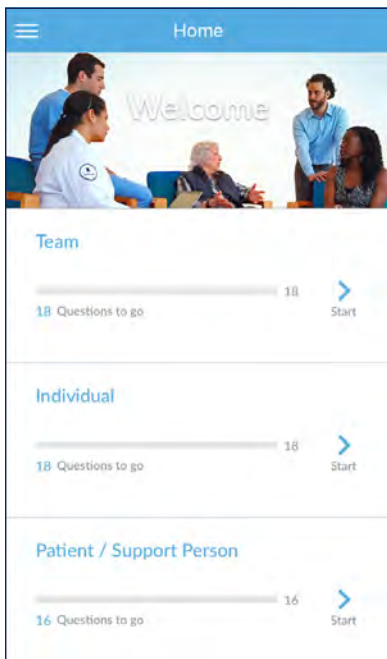 Home
Welcome
Team
18
18 Questions to go
Start
Individual
18
18 Questions to go
Start
Patient / Support Person
16
16 Questions to go
Start